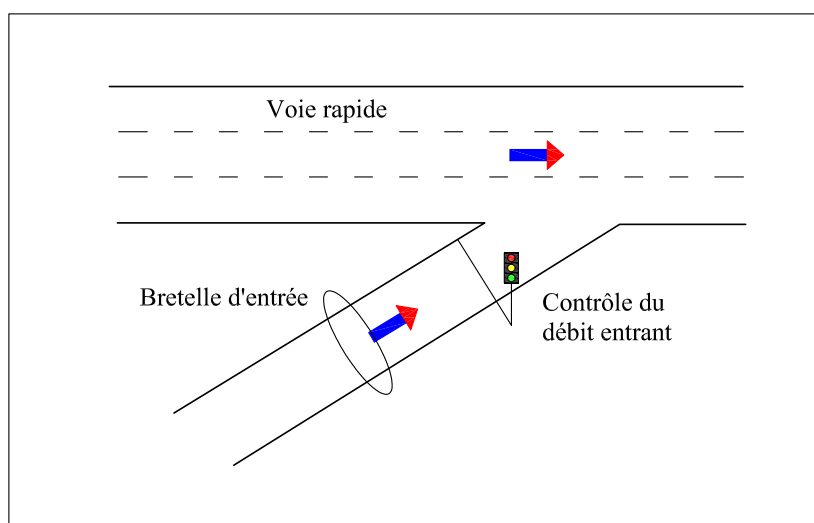 Voie rapide
Bretelle d'entrée
Contrôle du
débit entrant